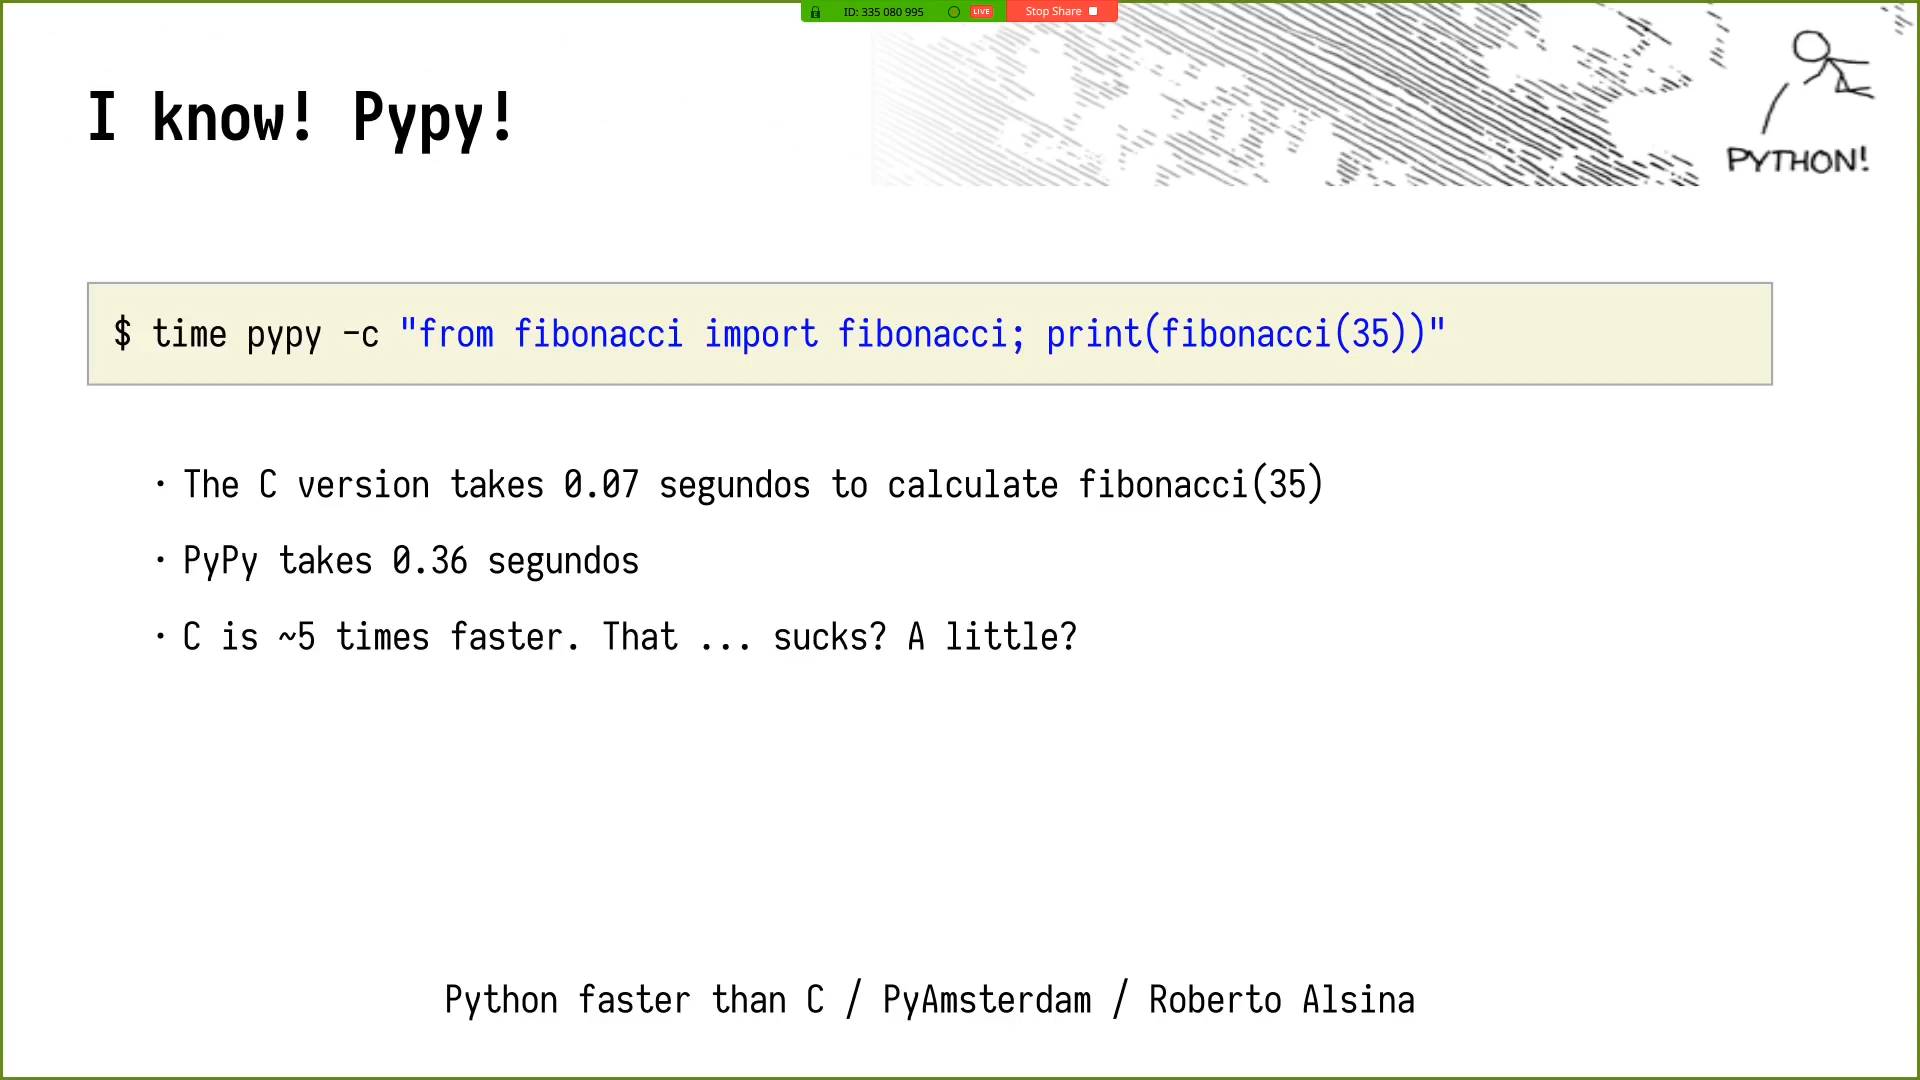 ID: 335 080 995 LIVE Stop Share
I know! Pypy!
PYTHON!
$ time pypy -c "from fibonacci import fibonacci; print(fibonacci(35))"
· The C version takes 0.07 segundos to calculate fibonacci(35)
· PyPy takes 0.36 segundos
· C is ~5 times faster. That ... sucks? A little?
Python faster than C / PyAmsterdam / Roberto Alsina